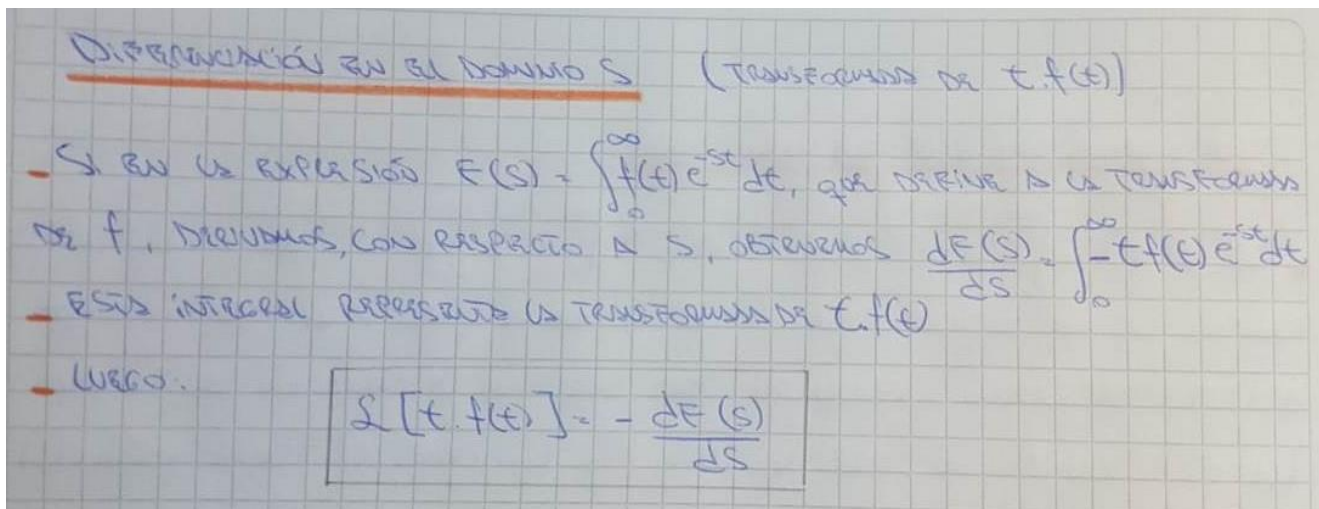 DIFERENCIACIÓN EN EL DOMINIO S (TRANSFORMADA DE t.f(t))
- SI EN LA EXPRESIÓN F(S) = ∫₀^∞ f(t) e^{-st} dt, QUE DEFINE A LA TRANSFORMADA
DE f, DERIVAMOS, CON RESPECTO A S, OBTENEMOS dF(S)/dS = ∫₀^∞ -t f(t) e^{-st} dt
- ESTA INTEGRAL REPRESENTA LA TRANSFORMADA DE t.f(t)
- LUEGO.
ℒ [t.f(t)] = - dF(S)/dS